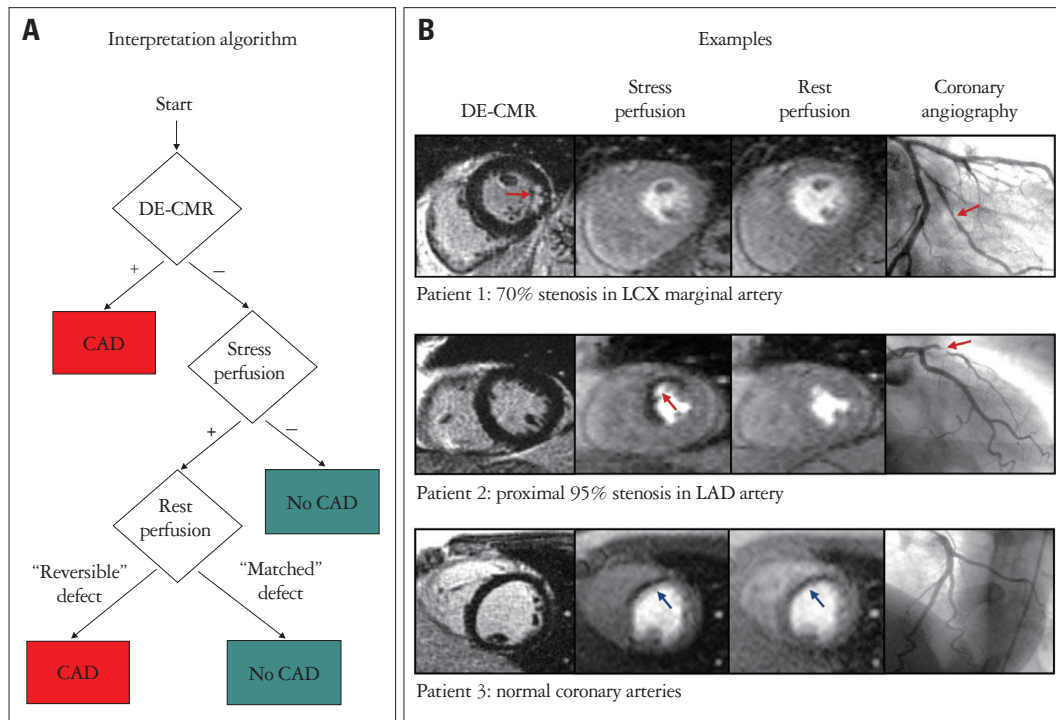 A
Interpretation algorithm
Start
DE-CMR
+
–
CAD
Stress
perfusion
+
–
No CAD
Rest
perfusion
“Reversible”
defect
“Matched”
defect
CAD
No CAD
B
Examples
DE-CMR
Stress
perfusion
Rest
perfusion
Coronary
angiography
Patient 1: 70% stenosis in LCX marginal artery
Patient 2: proximal 95% stenosis in LAD artery
Patient 3: normal coronary arteries